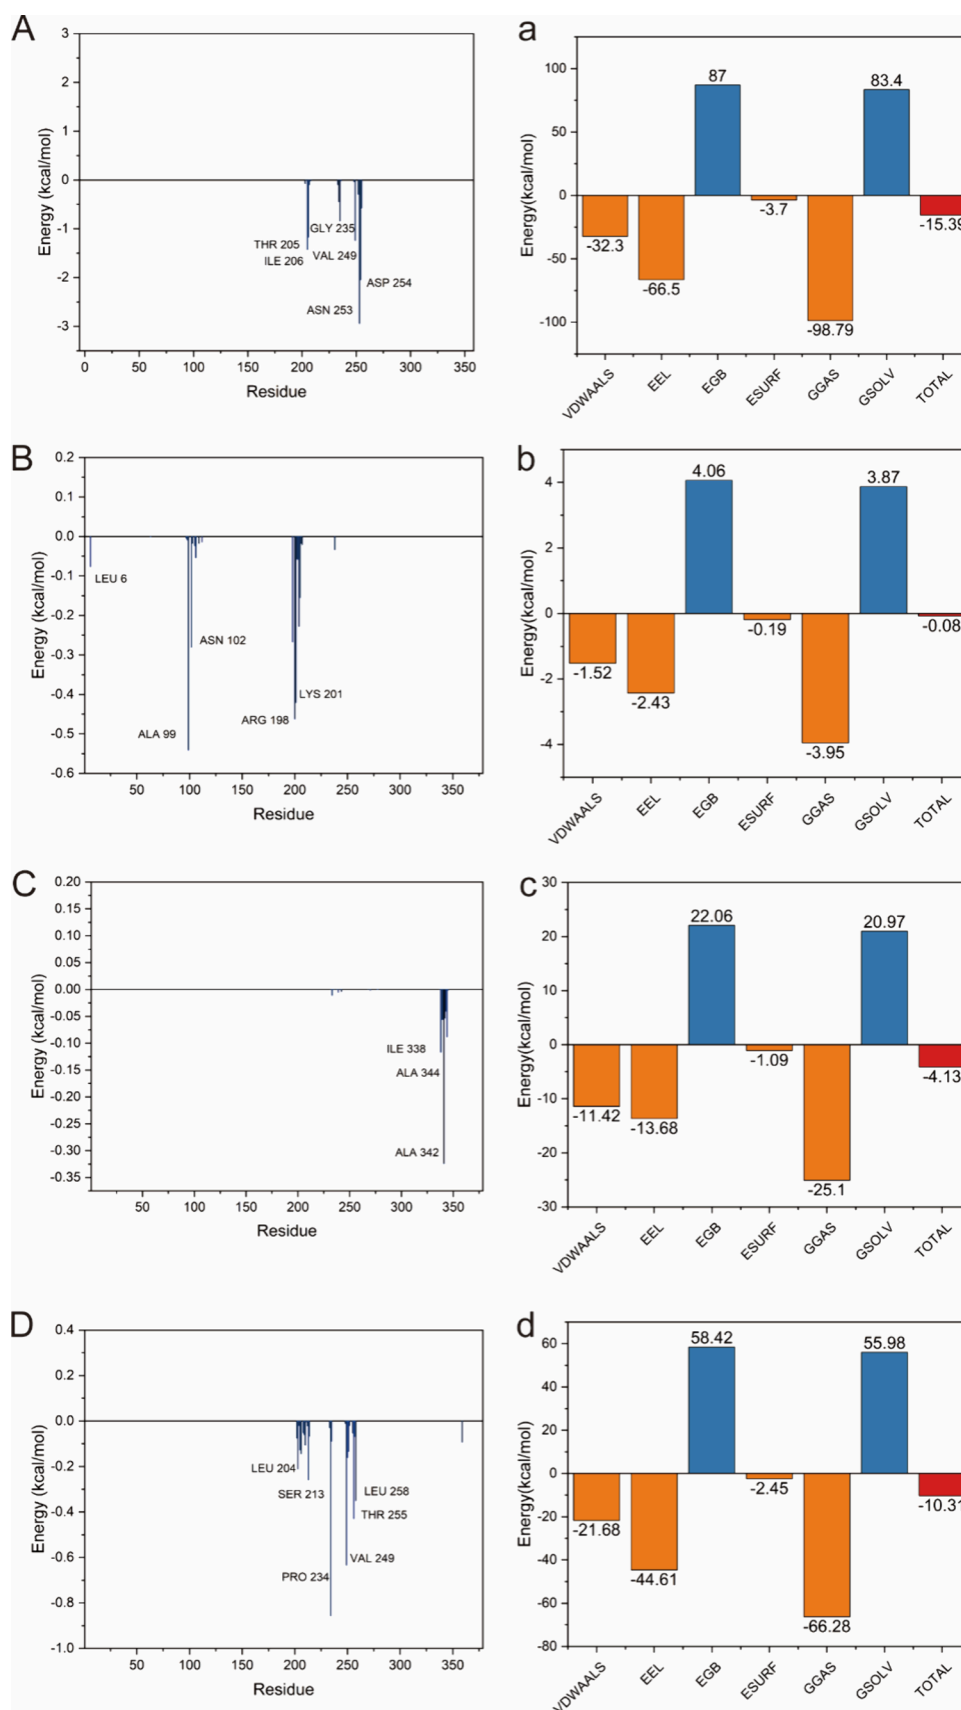 A
3
2
1
0
-1
-2
-3
Energy (kcal/mol)
THR 205
ILE 206
GLY 235
VAL 249
ASP 254
ASN 253
0 50 100 150 200 250 300 350
Residue
a
100
50
0
-50
-100
Energy(kcal/mol)
87
83.4
-32.3
-66.5
-3.7
-98.79
-15.39
VDWAALS EEL EGB ESURF GGAS GSOLV TOTAL
B
0.2
0.1
0.0
-0.1
-0.2
-0.3
-0.4
-0.5
-0.6
Energy (kcal/mol)
LEU 6
ASN 102
LYS 201
ARG 198
ALA 99
50 100 150 200 250 300 350
Residue
b
4
2
0
-2
-4
Energy(kcal/mol)
4.06
3.87
-1.52
-2.43
-0.19
-3.95
-0.08
VDWAALS EEL EGB ESURF GGAS GSOLV TOTAL
C
0.20
0.15
0.10
0.05
0.00
-0.05
-0.10
-0.15
-0.20
-0.25
-0.30
-0.35
Energy (kcal/mol)
ILE 338
ALA 344
ALA 342
50 100 150 200 250 300 350
Residue
c
30
20
10
0
-10
-20
-30
Energy(kcal/mol)
22.06
20.97
-11.42
-13.68
-1.09
-25.1
-4.13
VDWAALS EEL EGB ESURF GGAS GSOLV TOTAL
D
0.4
0.2
0.0
-0.2
-0.4
-0.6
-0.8
-1.0
Energy (kcal/mol)
LEU 204
SER 213
LEU 258
THR 255
VAL 249
PRO 234
50 100 150 200 250 300 350
Residue
d
60
40
20
0
-20
-40
-60
-80
Energy(kcal/mol)
58.42
55.98
-21.68
-44.61
-2.45
-66.28
-10.31
VDWAALS EEL EGB ESURF GGAS GSOLV TOTAL